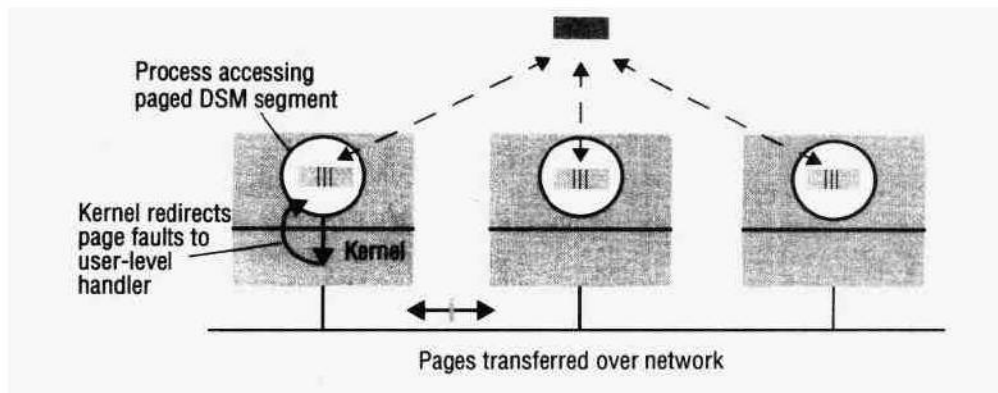 Process accessing
paged DSM segment
Kernel redirects
page faults to
user-level
handler
Kernel
Pages transferred over network